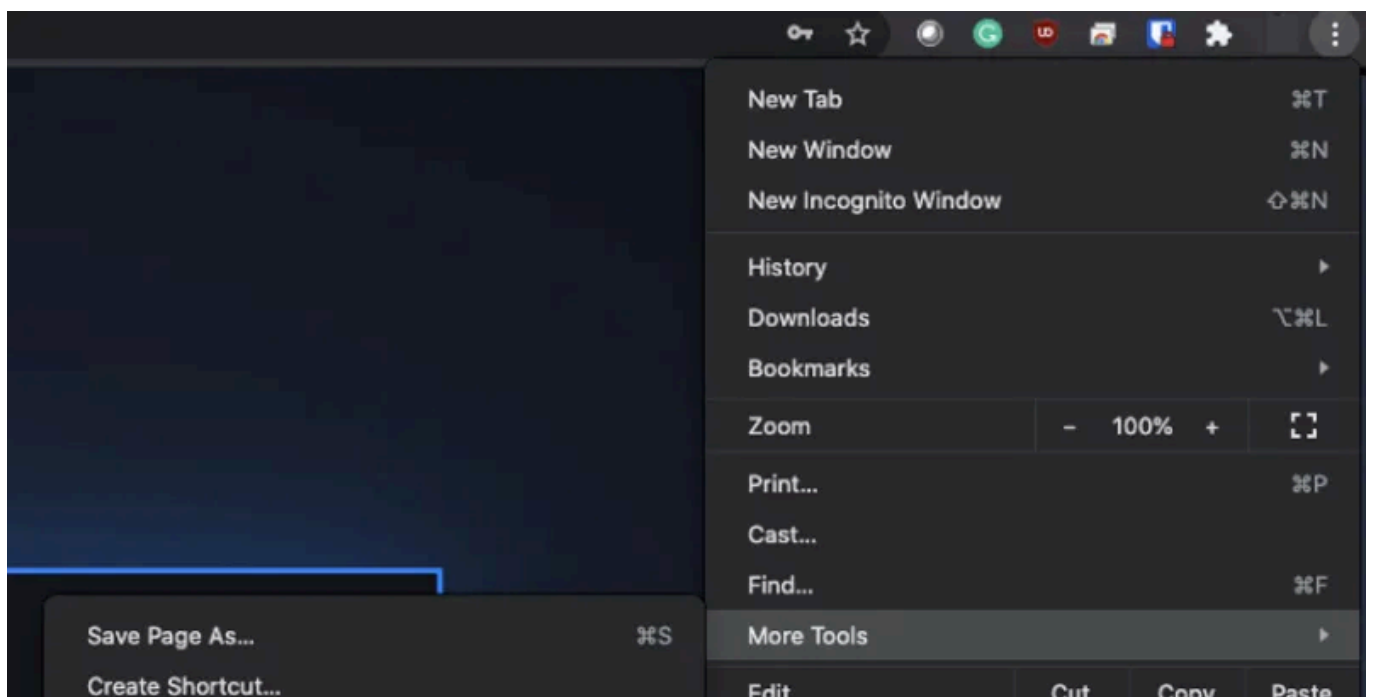 New Tab ⌘T
New Window ⌘N
New Incognito Window ⇧⌘N
History
Downloads ⌥⌘L
Bookmarks
Zoom - 100% +
Print... ⌘P
Cast...
Find... ⌘F
Save Page As... ⌘S
More Tools
Create Shortcut...
Edit Cut Copy Paste